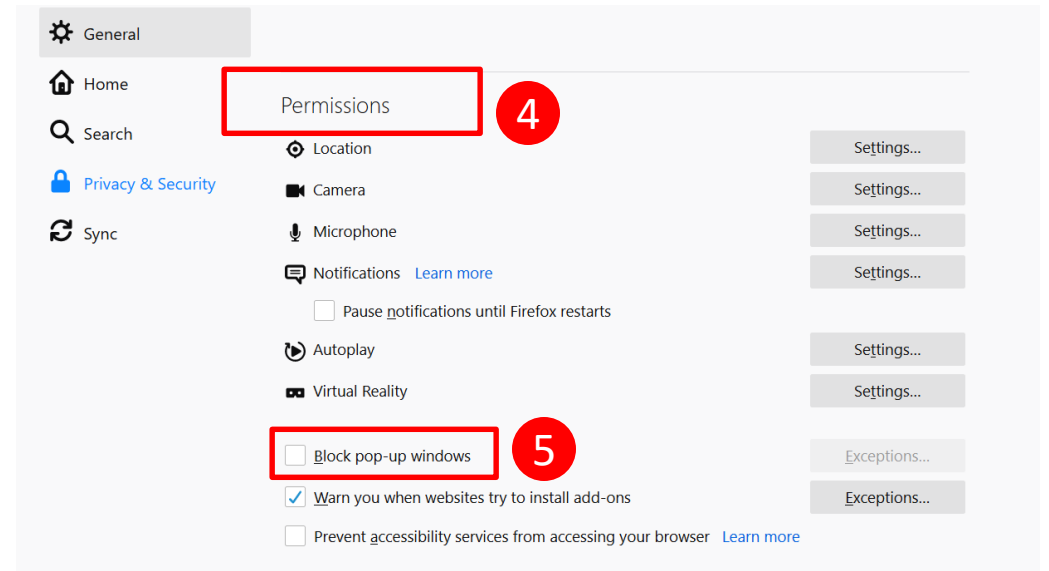 General
Home
Search
Privacy & Security
Sync
Permissions
4
Location Settings...
Camera Settings...
Microphone Settings...
Notifications Learn more Settings...
Pause notifications until Firefox restarts
Autoplay Settings...
Virtual Reality Settings...
Block pop-up windows 5 Exceptions...
Warn you when websites try to install add-ons Exceptions...
Prevent accessibility services from accessing your browser Learn more